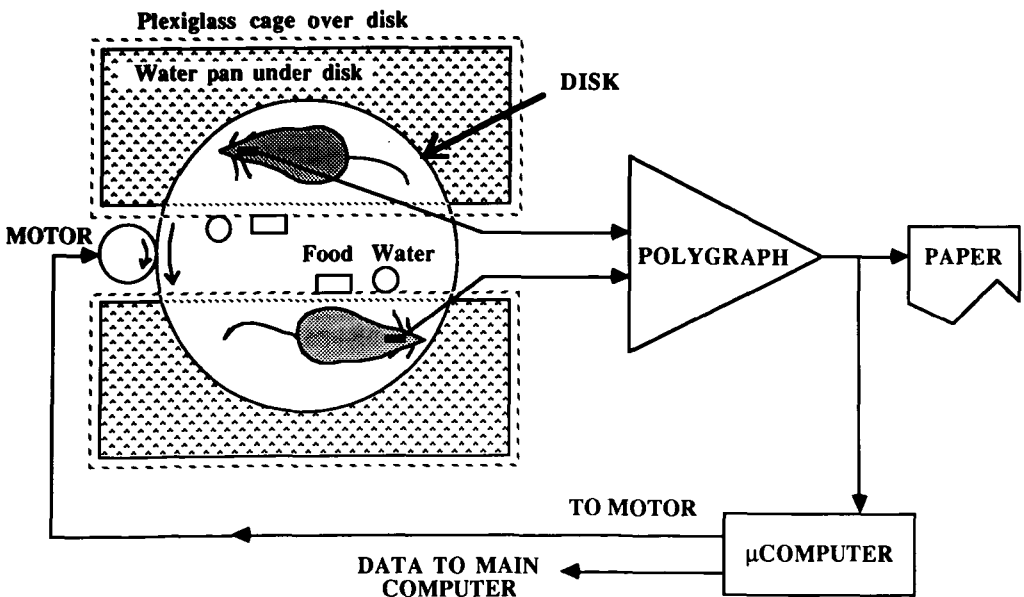 Plexiglass cage over disk
Water pan under disk
DISK
MOTOR
Food Water
POLYGRAPH
PAPER
TO MOTOR
µCOMPUTER
DATA TO MAIN
COMPUTER